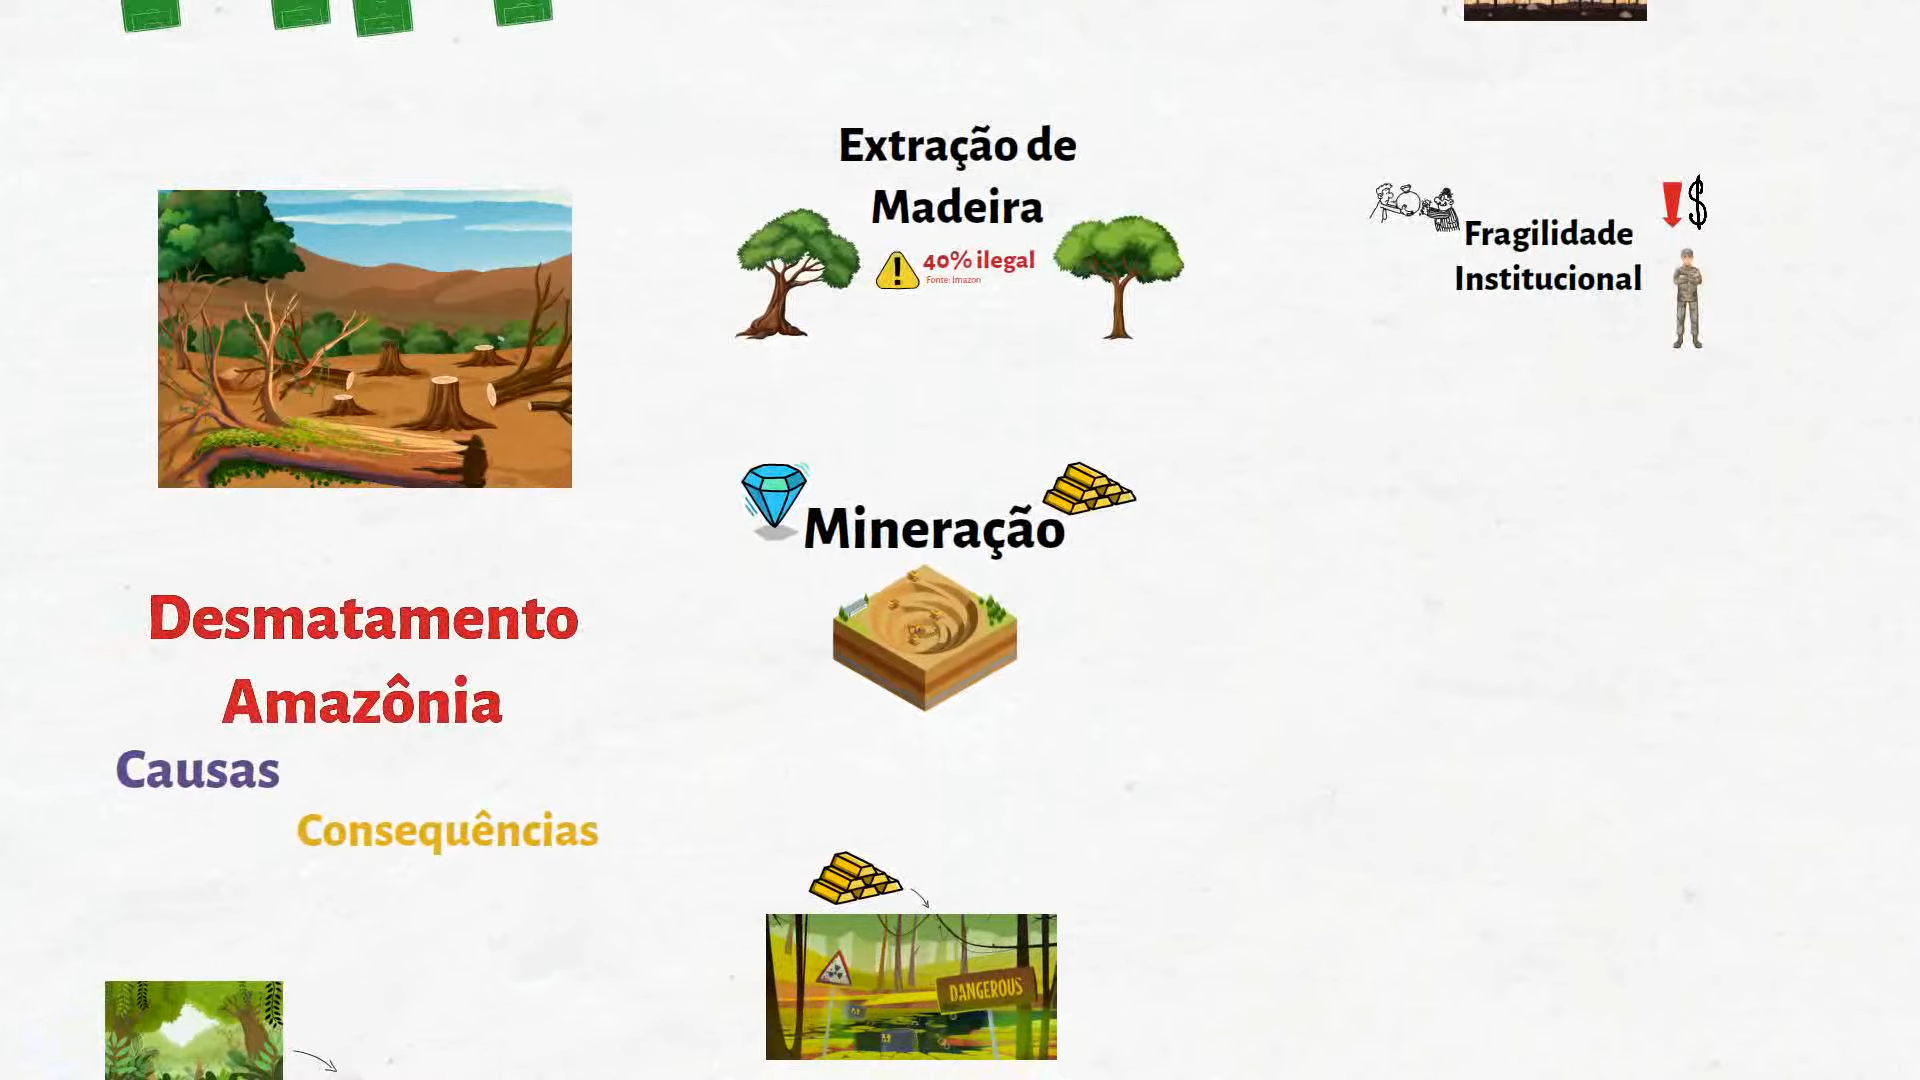 Extração de
Madeira
40% ilegal
Fonte: Imazon
Fragilidade
Institucional
$
Mineração
Desmatamento
Amazônia
Causas
Consequências
DANGEROUS